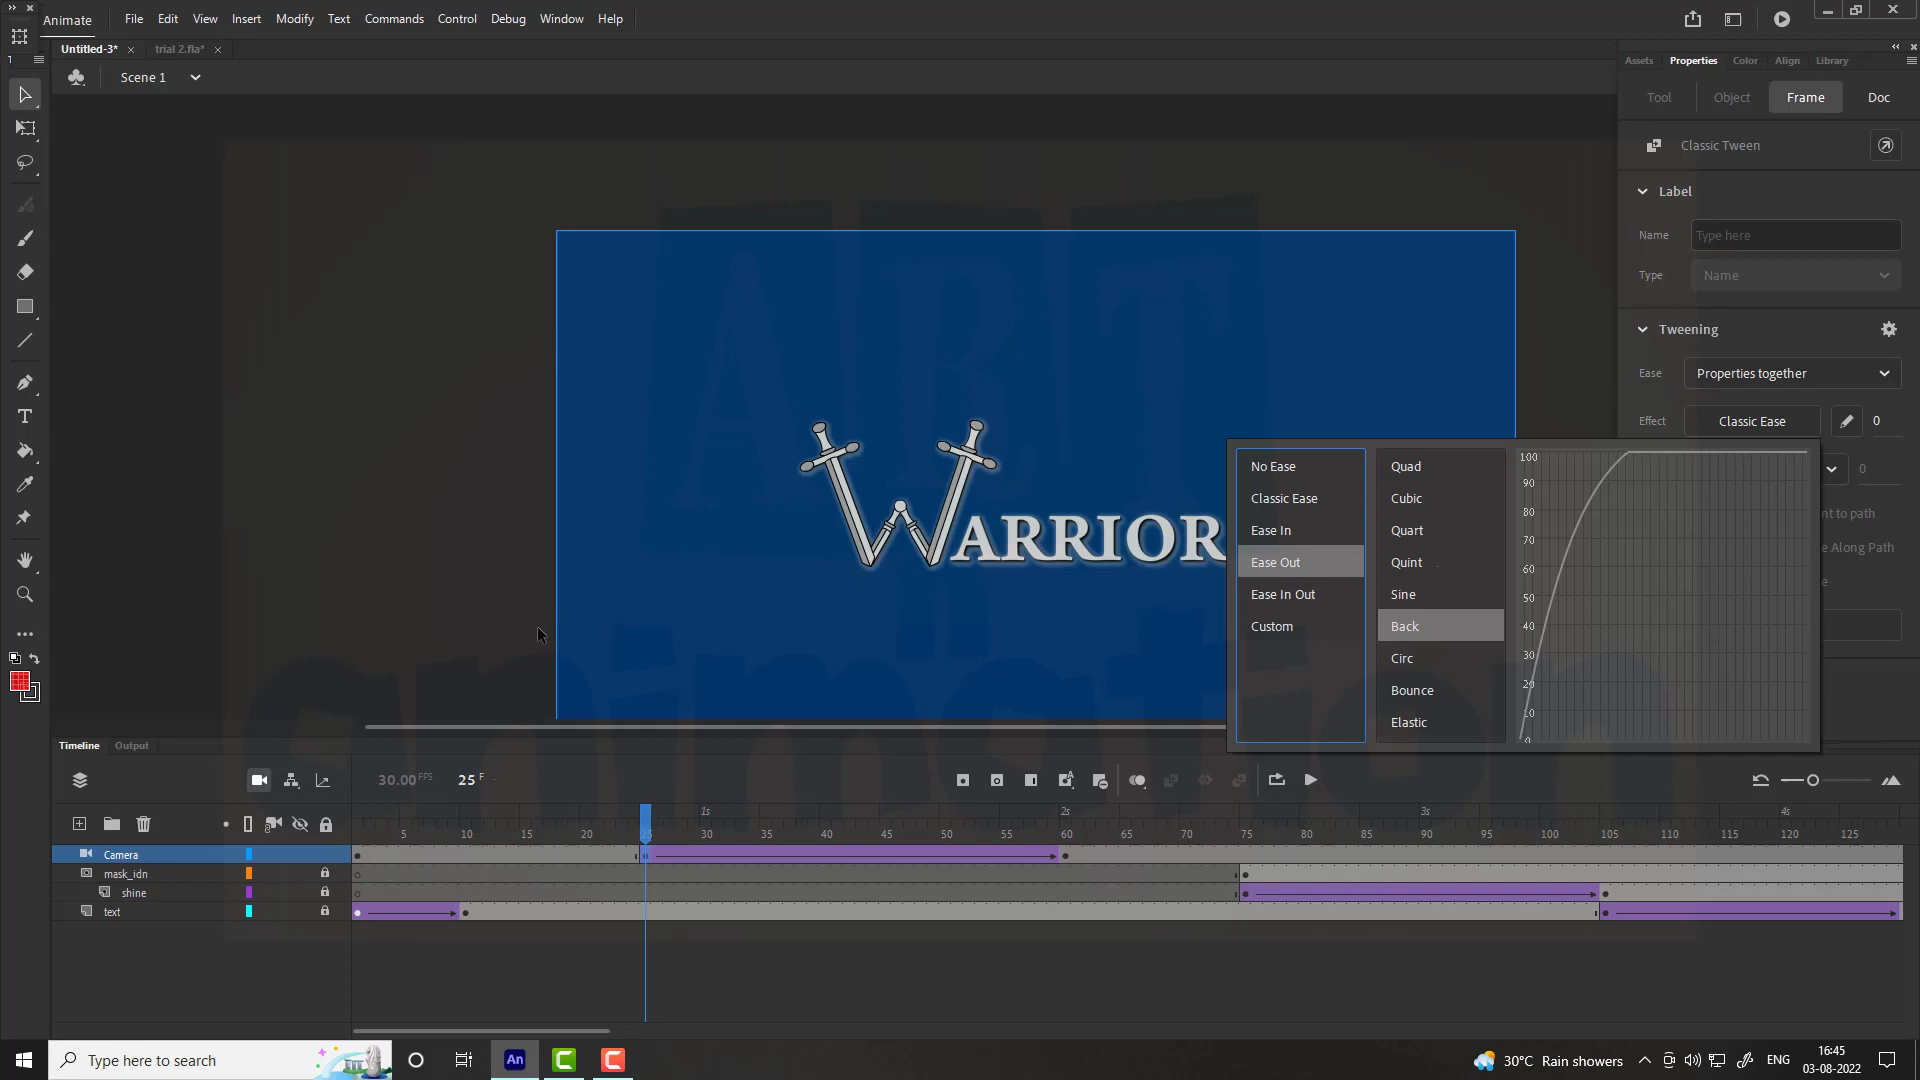 Animate
File Edit View Insert Modify Text Commands Control Debug Window Help
Untitled-3* trial 2.fla*
Scene 1
Assets Properties Color Align Library
Tool Object Frame Doc
Classic Tween
Label
Name Type here
Type Name
Tweening
Ease Properties together
Effect Classic Ease 0
0
nt to path
e Along Path
No Ease
Classic Ease
Ease In
Ease Out
Ease In Out
Custom
Quad
Cubic
Quart
Quint
Sine
Back
Circ
Bounce
Elastic
100
90
80
70
60
50
40
30
20
10
0
ART
animation
WARRIOR
Timeline Output
30.00 FPS 25 F
1s 2s 3s 4s
5 10 15 20 25 30 35 40 45 50 55 60 65 70 75 80 85 90 95 100 105 110 115 120 125
Camera
mask_idn
shine
text
Type here to search
An
30°C Rain showers
ENG
16:45
03-08-2022